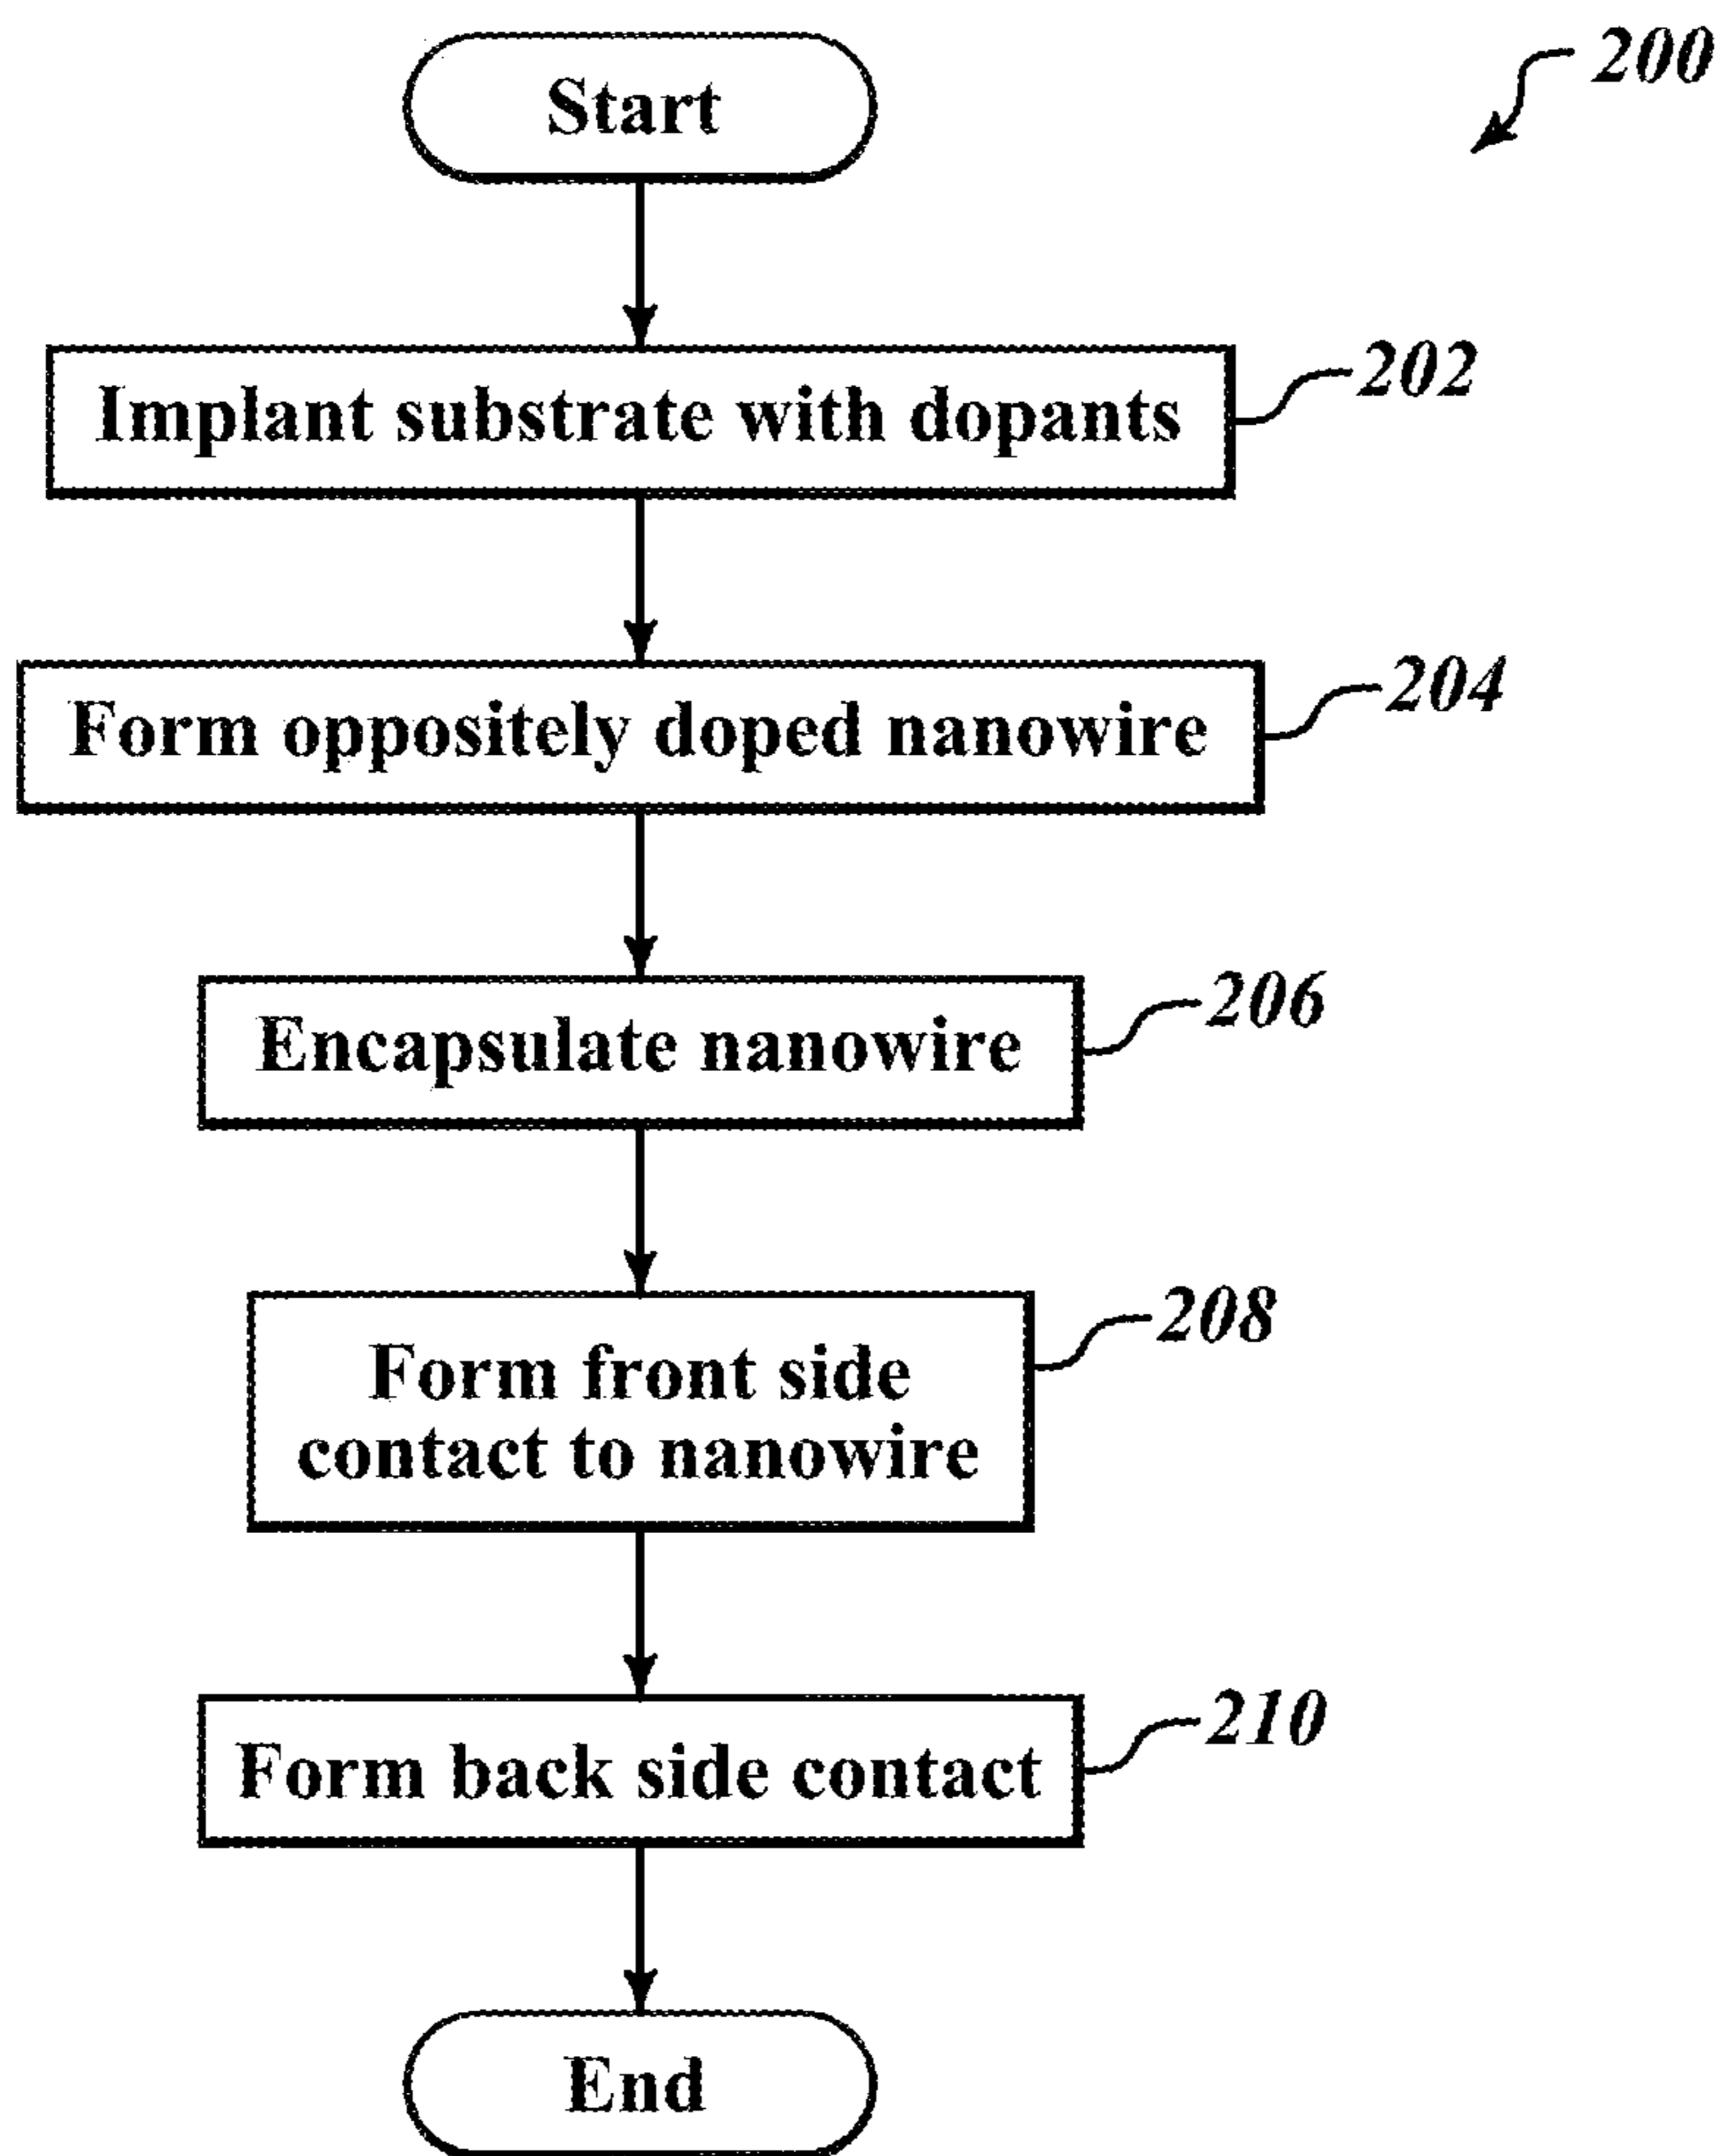 Start
200
Implant substrate with dopants
202
Form oppositely doped nanowire
204
Encapsulate nanowire
206
Form front side
contact to nanowire
208
Form back side contact
210
End